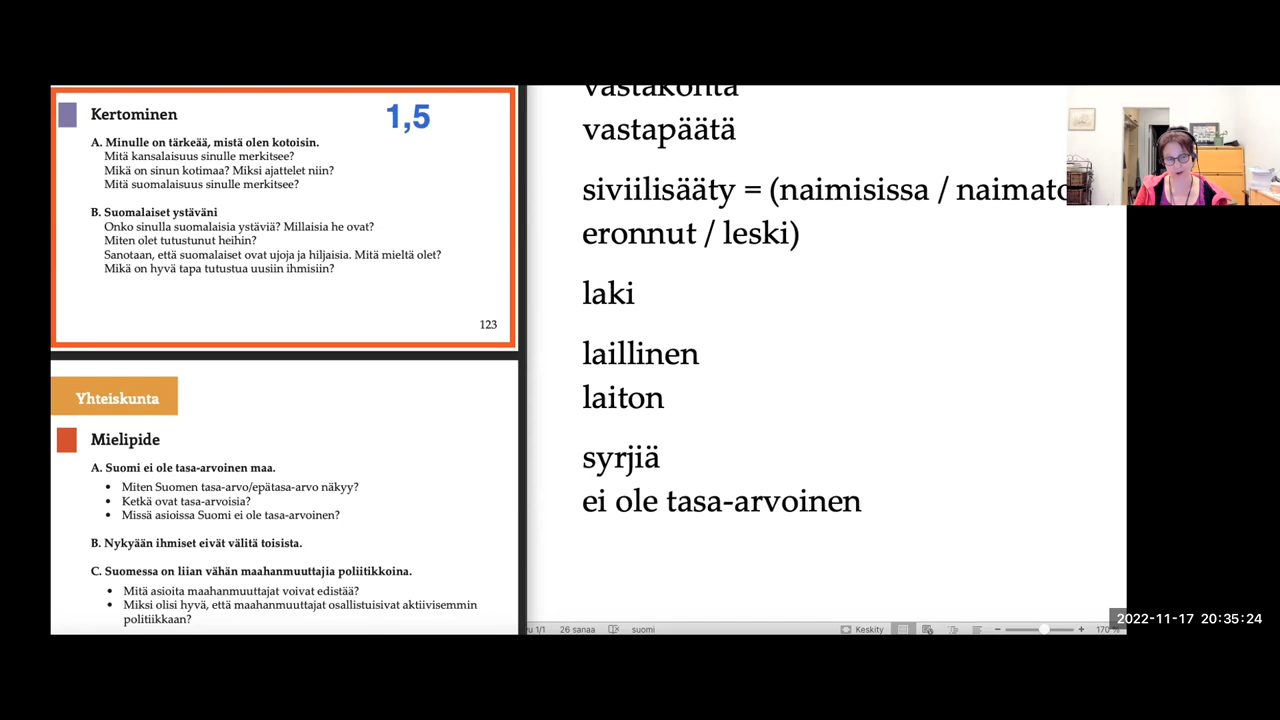 Kertominen
1,5
A. Minulle on tärkeää, mistä olen kotoisin.
Mitä kansalaisuus sinulle merkitsee?
Mikä on sinun kotimaa? Miksi ajattelet niin?
Mitä suomalaisuus sinulle merkitsee?
B. Suomalaiset ystäväni
Onko sinulla suomalaisia ystäviä? Millaisia he ovat?
Miten olet tutustunut heihin?
Sanotaan, että suomalaiset ovat ujoja ja hiljaisia. Mitä mieltä olet?
Mikä on hyvä tapa tutustua uusiin ihmisiin?
123
Yhteiskunta
Mielipide
A. Suomi ei ole tasa-arvoinen maa.
• Miten Suomen tasa-arvo/epätasa-arvo näkyy?
• Ketkä ovat tasa-arvoisia?
• Missä asioissa Suomi ei ole tasa-arvoinen?
B. Nykyään ihmiset eivät välitä toisista.
C. Suomessa on liian vähän maahanmuuttajia poliitikkoina.
• Mitä asioita maahanmuuttajat voivat edistää?
• Miksi olisi hyvä, että maahanmuuttajat osallistuisivat aktiivisemmin
politiikkaan?
vastakohta
vastapäätä
siviilisääty = (naimisissa / naimato
eronnut / leski)
laki
laillinen
laiton
syrjiä
ei ole tasa-arvoinen
vu 1/1 26 sanaa suomi Keskity 170 %
2022-11-17 20:35:24